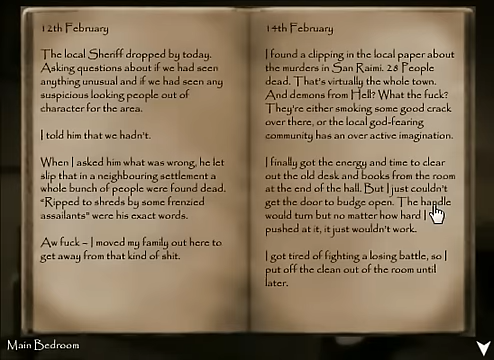 12th February
The local Sheriff dropped by today.
Asking questions about if we had seen
anything unusual and if we had seen any
suspicious looking people out of
character for the area.
I told him that we hadn't.
When I asked him what was wrong, he let
slip that in a neighbouring settlement a
whole bunch of people were found dead.
"Ripped to shreds by some frenzied
assailants" were his exact words.
Aw fuck – I moved my family out here to
get away from that kind of shit.
14th February
I found a clipping in the local paper about
the murders in San Raimi. 28 People
dead. That's virtually the whole town.
And demons from Hell? What the fuck?
They're either smoking some good crack
over there, or the local god-fearing
community has an over active imagination.
I finally got the energy and time to clear
out the old desk and books from the room
at the end of the hall. But I just couldn't
get the door to budge open. The handle
would turn but no matter how hard I
pushed at it, it just wouldn't work.
I got tired of fighting a losing battle, so I
put off the clean out of the room until
later.
Main Bedroom